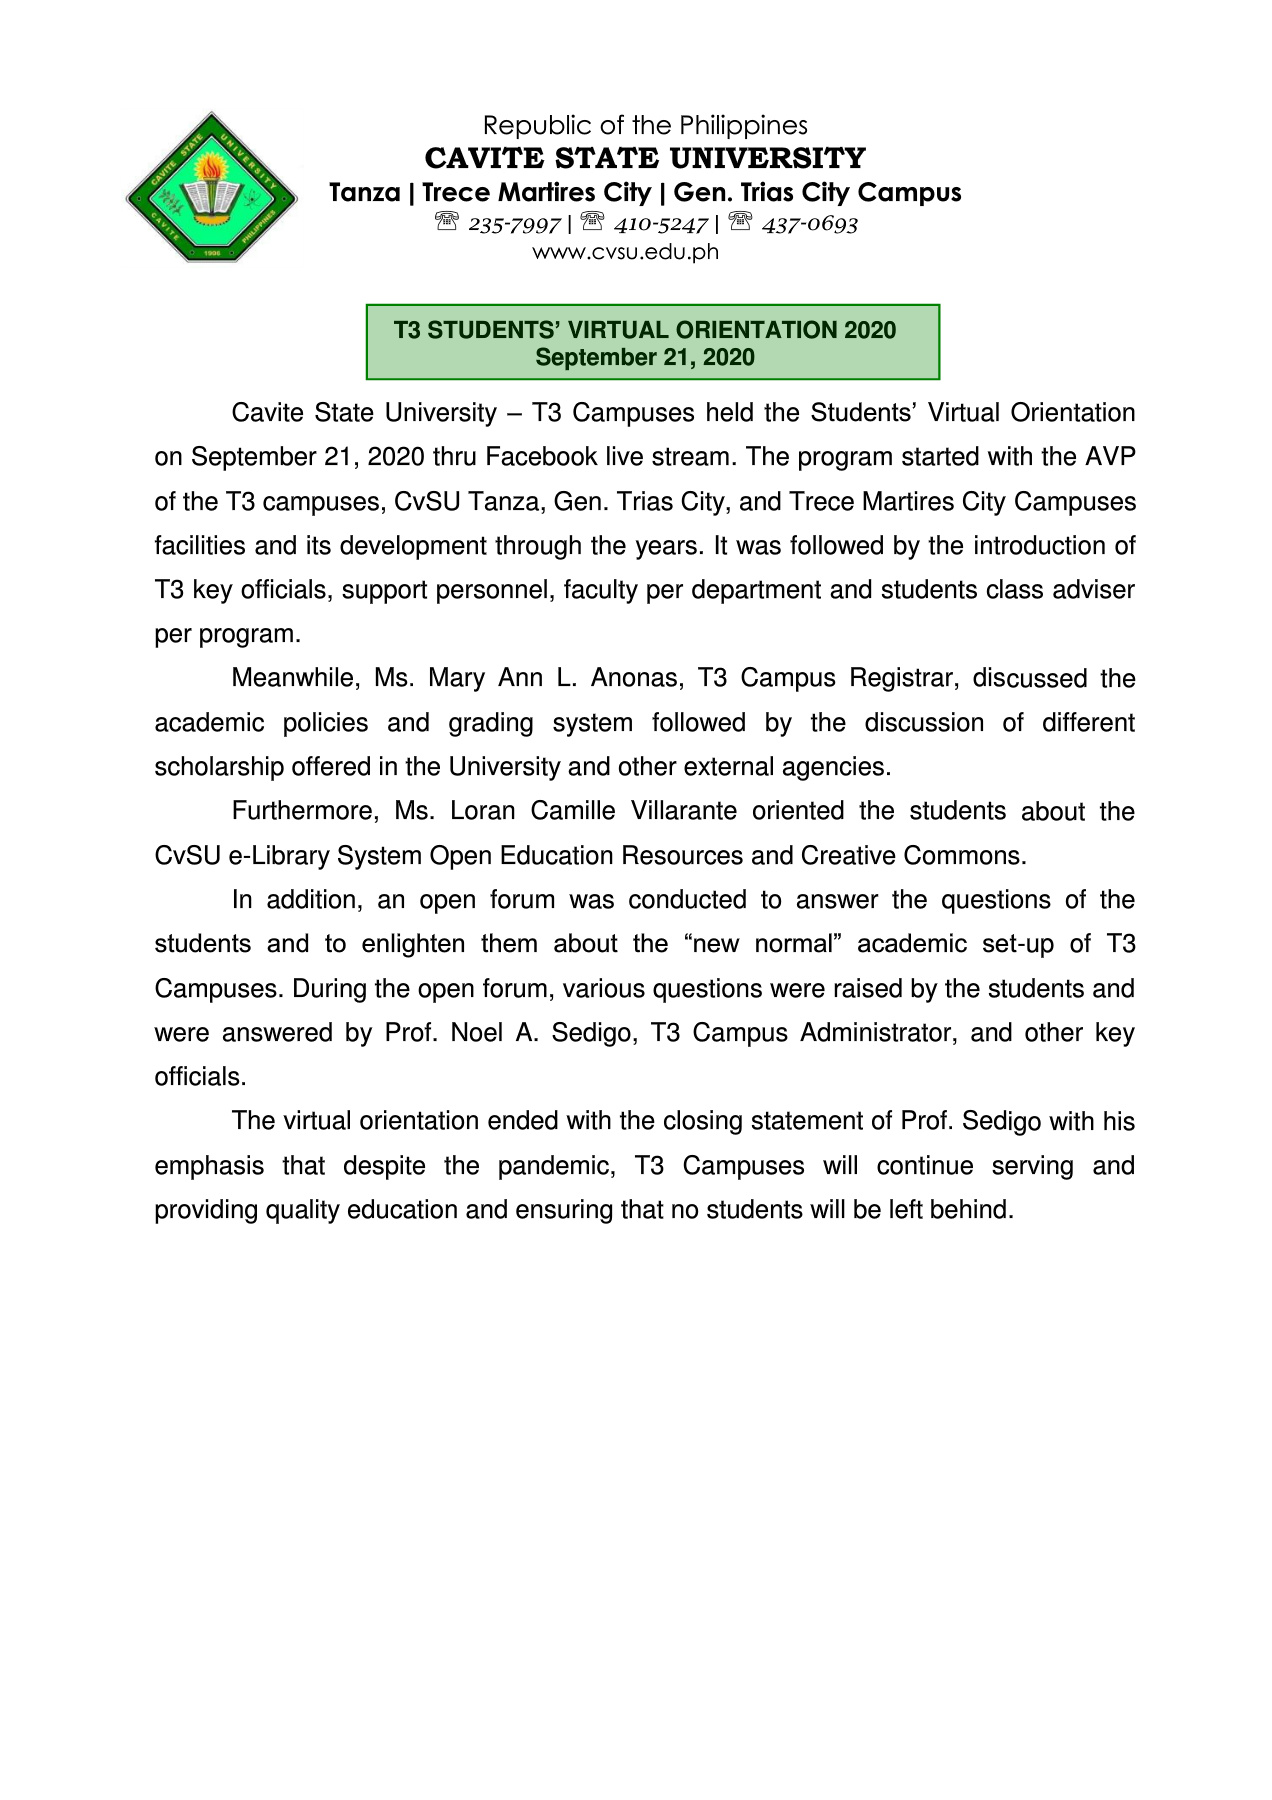 CAVITE STATE UNIVERSITY
CAVITE PHILIPPINES
1906
Republic of the Philippines
CAVITE STATE UNIVERSITY
Tanza | Trece Martires City | Gen. Trias City Campus
☏ 235-7997 | ☏ 410-5247 | ☏ 437-0693
www.cvsu.edu.ph
T3 STUDENTS’ VIRTUAL ORIENTATION 2020
September 21, 2020
Cavite State University – T3 Campuses held the Students’ Virtual Orientation
on September 21, 2020 thru Facebook live stream. The program started with the AVP
of the T3 campuses, CvSU Tanza, Gen. Trias City, and Trece Martires City Campuses
facilities and its development through the years. It was followed by the introduction of
T3 key officials, support personnel, faculty per department and students class adviser
per program.
Meanwhile, Ms. Mary Ann L. Anonas, T3 Campus Registrar, discussed the
academic policies and grading system followed by the discussion of different
scholarship offered in the University and other external agencies.
Furthermore, Ms. Loran Camille Villarante oriented the students about the
CvSU e-Library System Open Education Resources and Creative Commons.
In addition, an open forum was conducted to answer the questions of the
students and to enlighten them about the “new normal” academic set-up of T3
Campuses. During the open forum, various questions were raised by the students and
were answered by Prof. Noel A. Sedigo, T3 Campus Administrator, and other key
officials.
The virtual orientation ended with the closing statement of Prof. Sedigo with his
emphasis that despite the pandemic, T3 Campuses will continue serving and
providing quality education and ensuring that no students will be left behind.